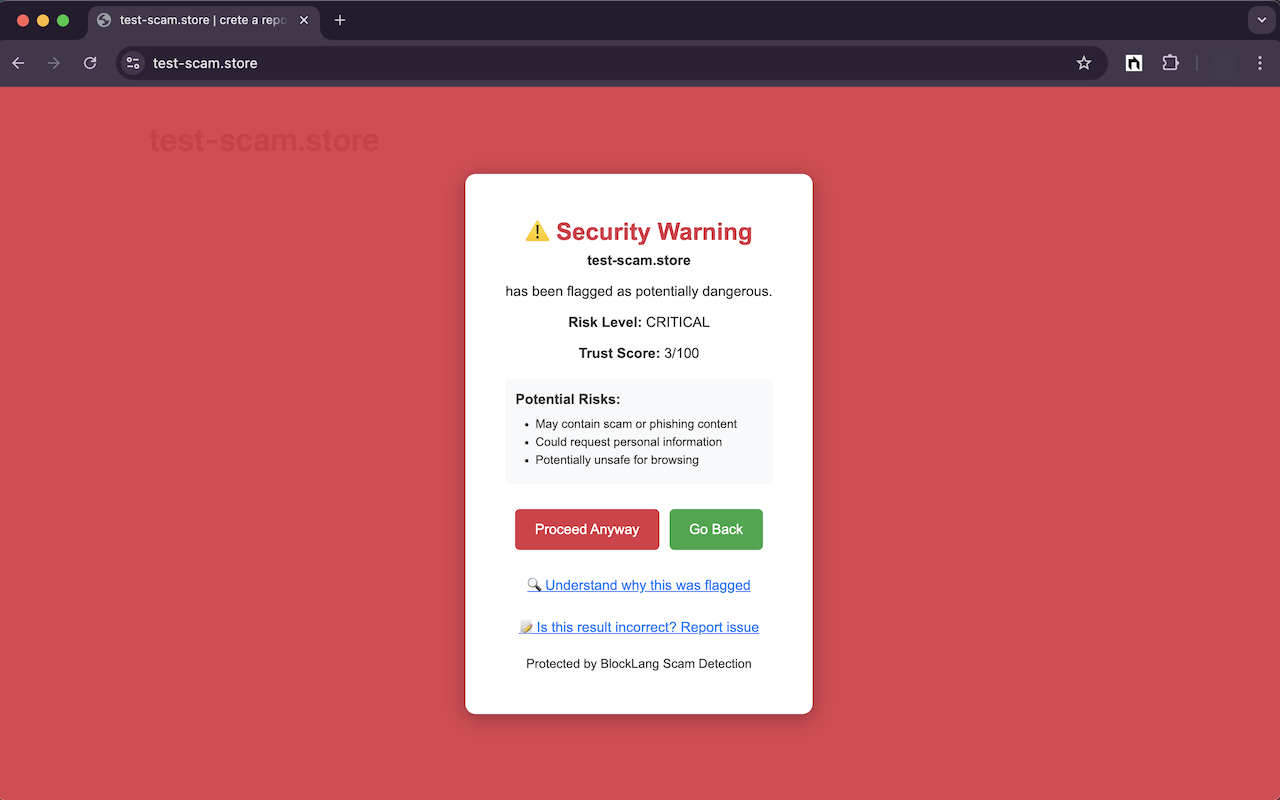 test-scam.store | crete a repo
test-scam.store
test-scam.store
⚠️ Security Warning
test-scam.store
has been flagged as potentially dangerous.
Risk Level: CRITICAL
Trust Score: 3/100
Potential Risks:
• May contain scam or phishing content
• Could request personal information
• Potentially unsafe for browsing
Proceed Anyway
Go Back
🔍 Understand why this was flagged
📝 Is this result incorrect? Report issue
Protected by BlockLang Scam Detection